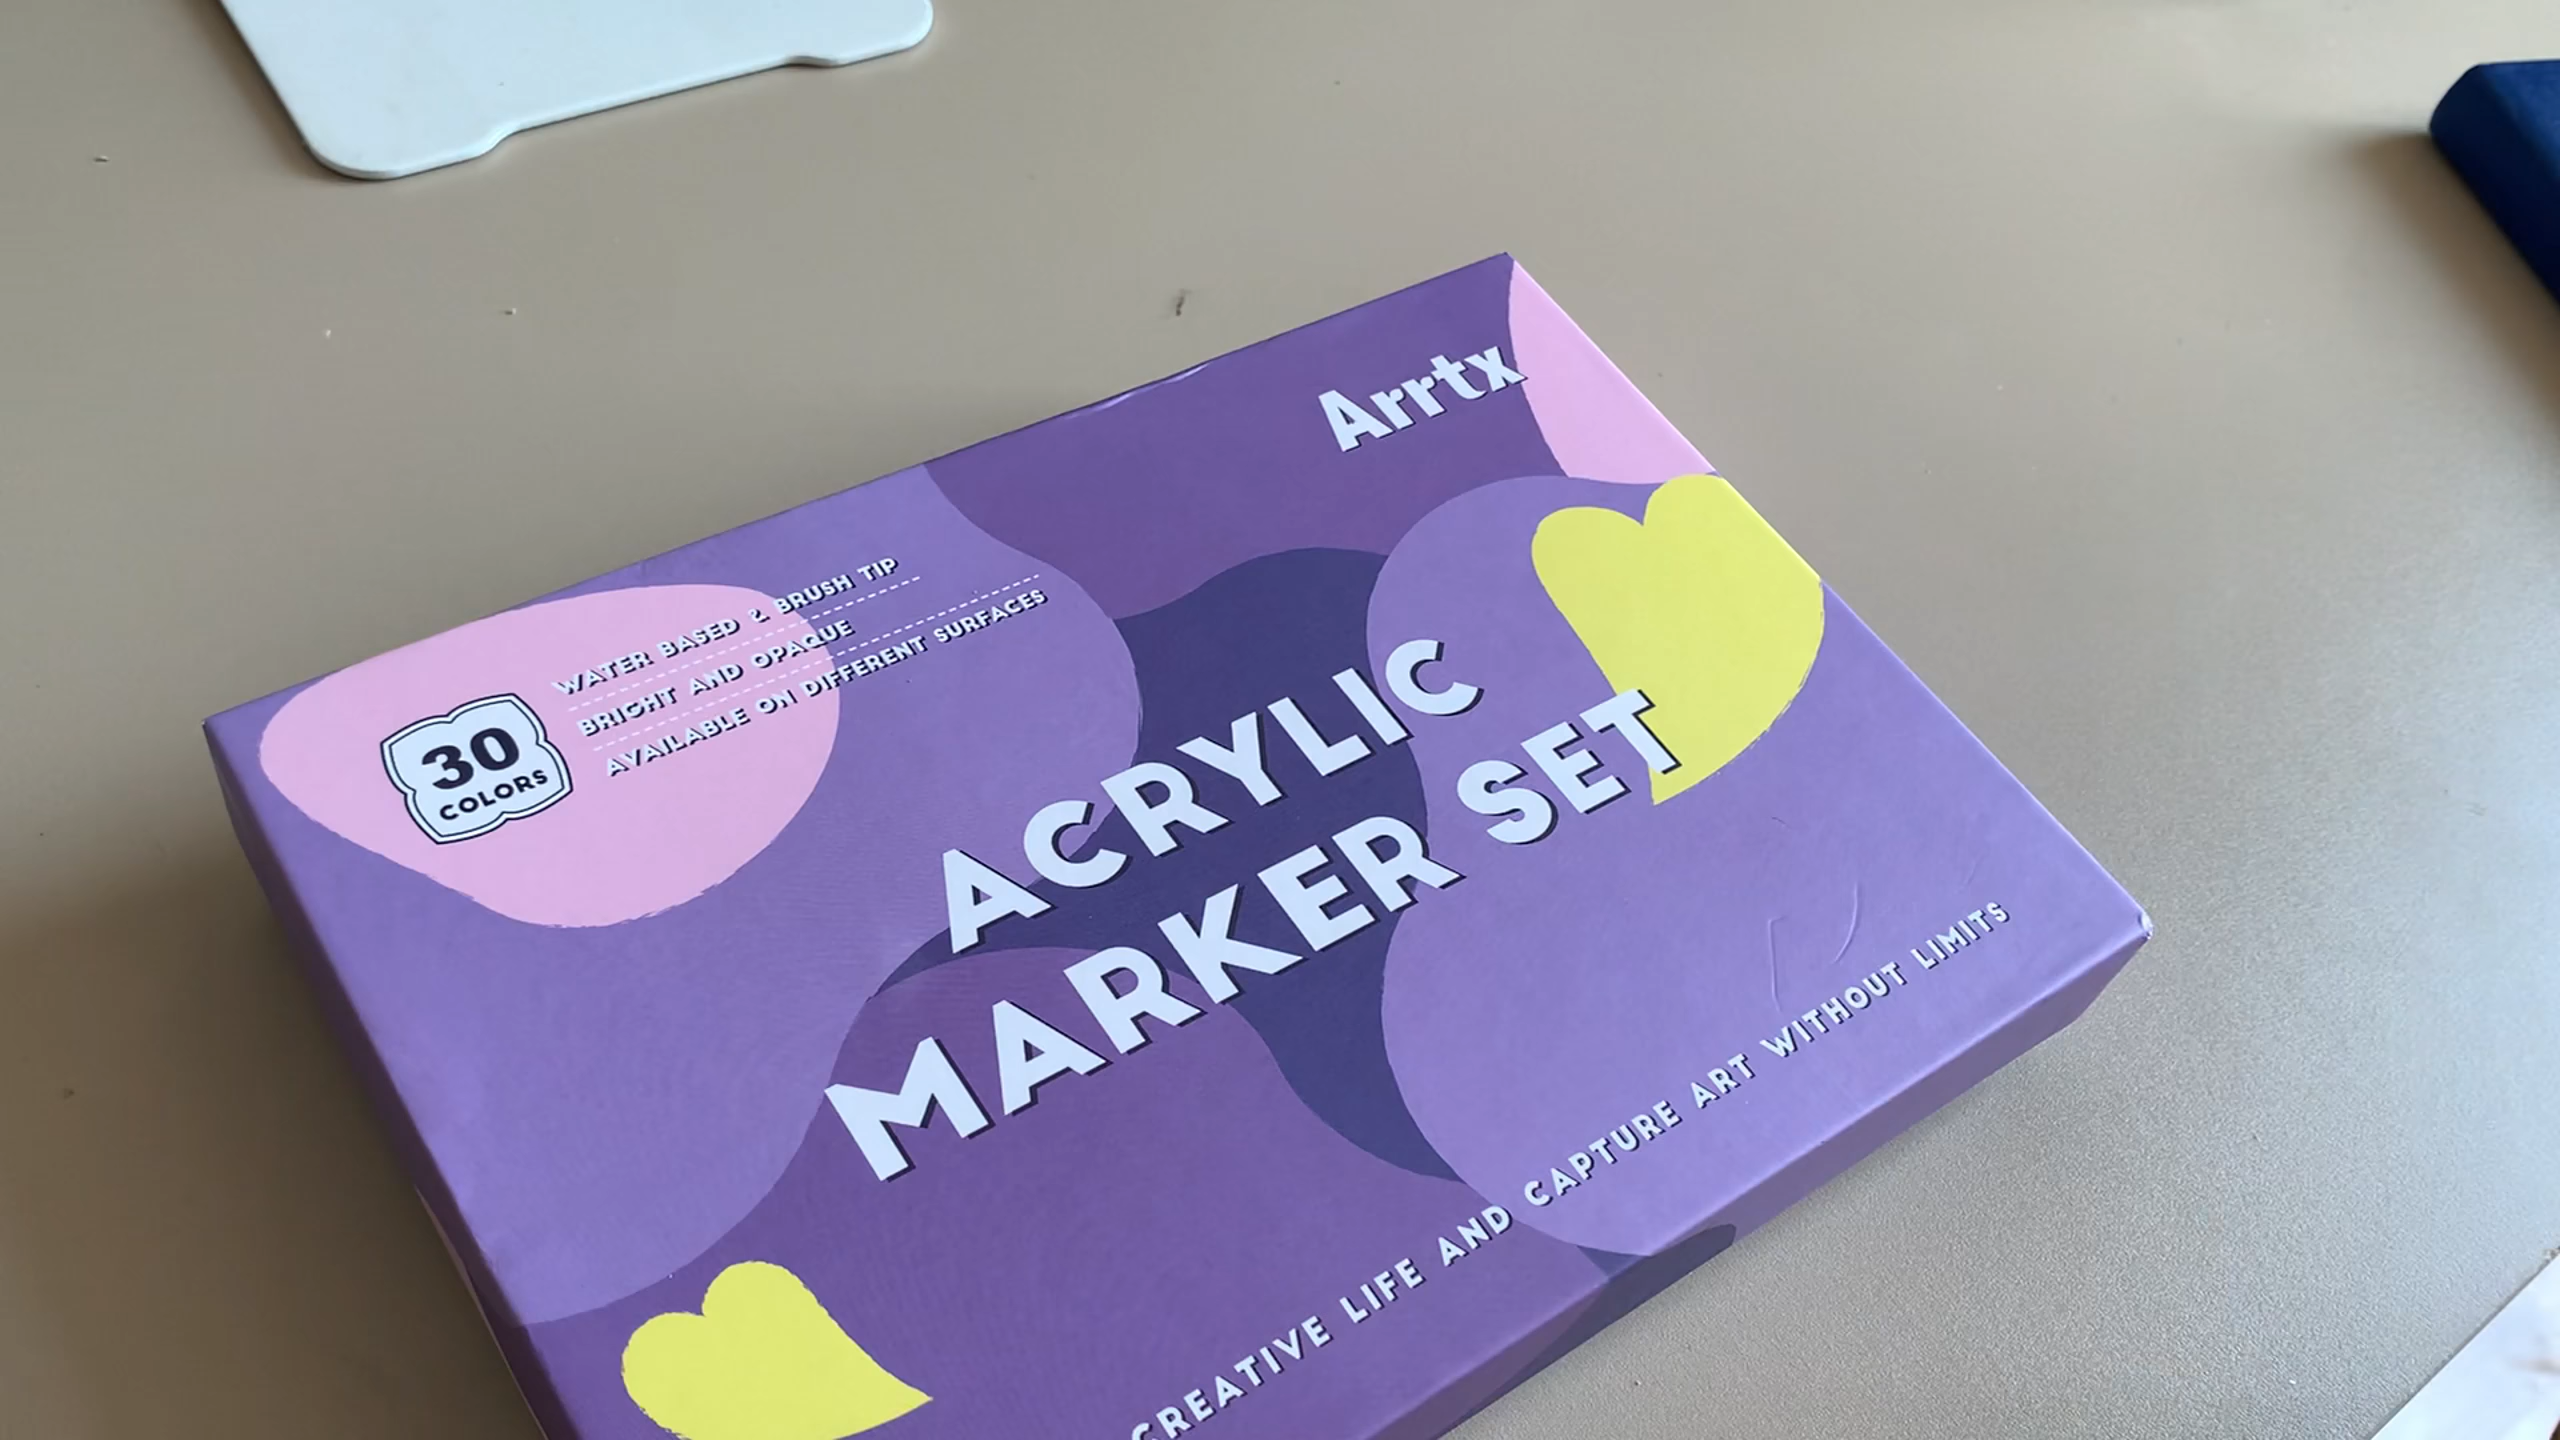 Arrtx
WATER BASED & BRUSH TIP
BRIGHT AND OPAQUE
AVAILABLE ON DIFFERENT SURFACES
30
COLORS
ACRYLIC
MARKER SET
CREATIVE LIFE AND CAPTURE ART WITHOUT LIMITS